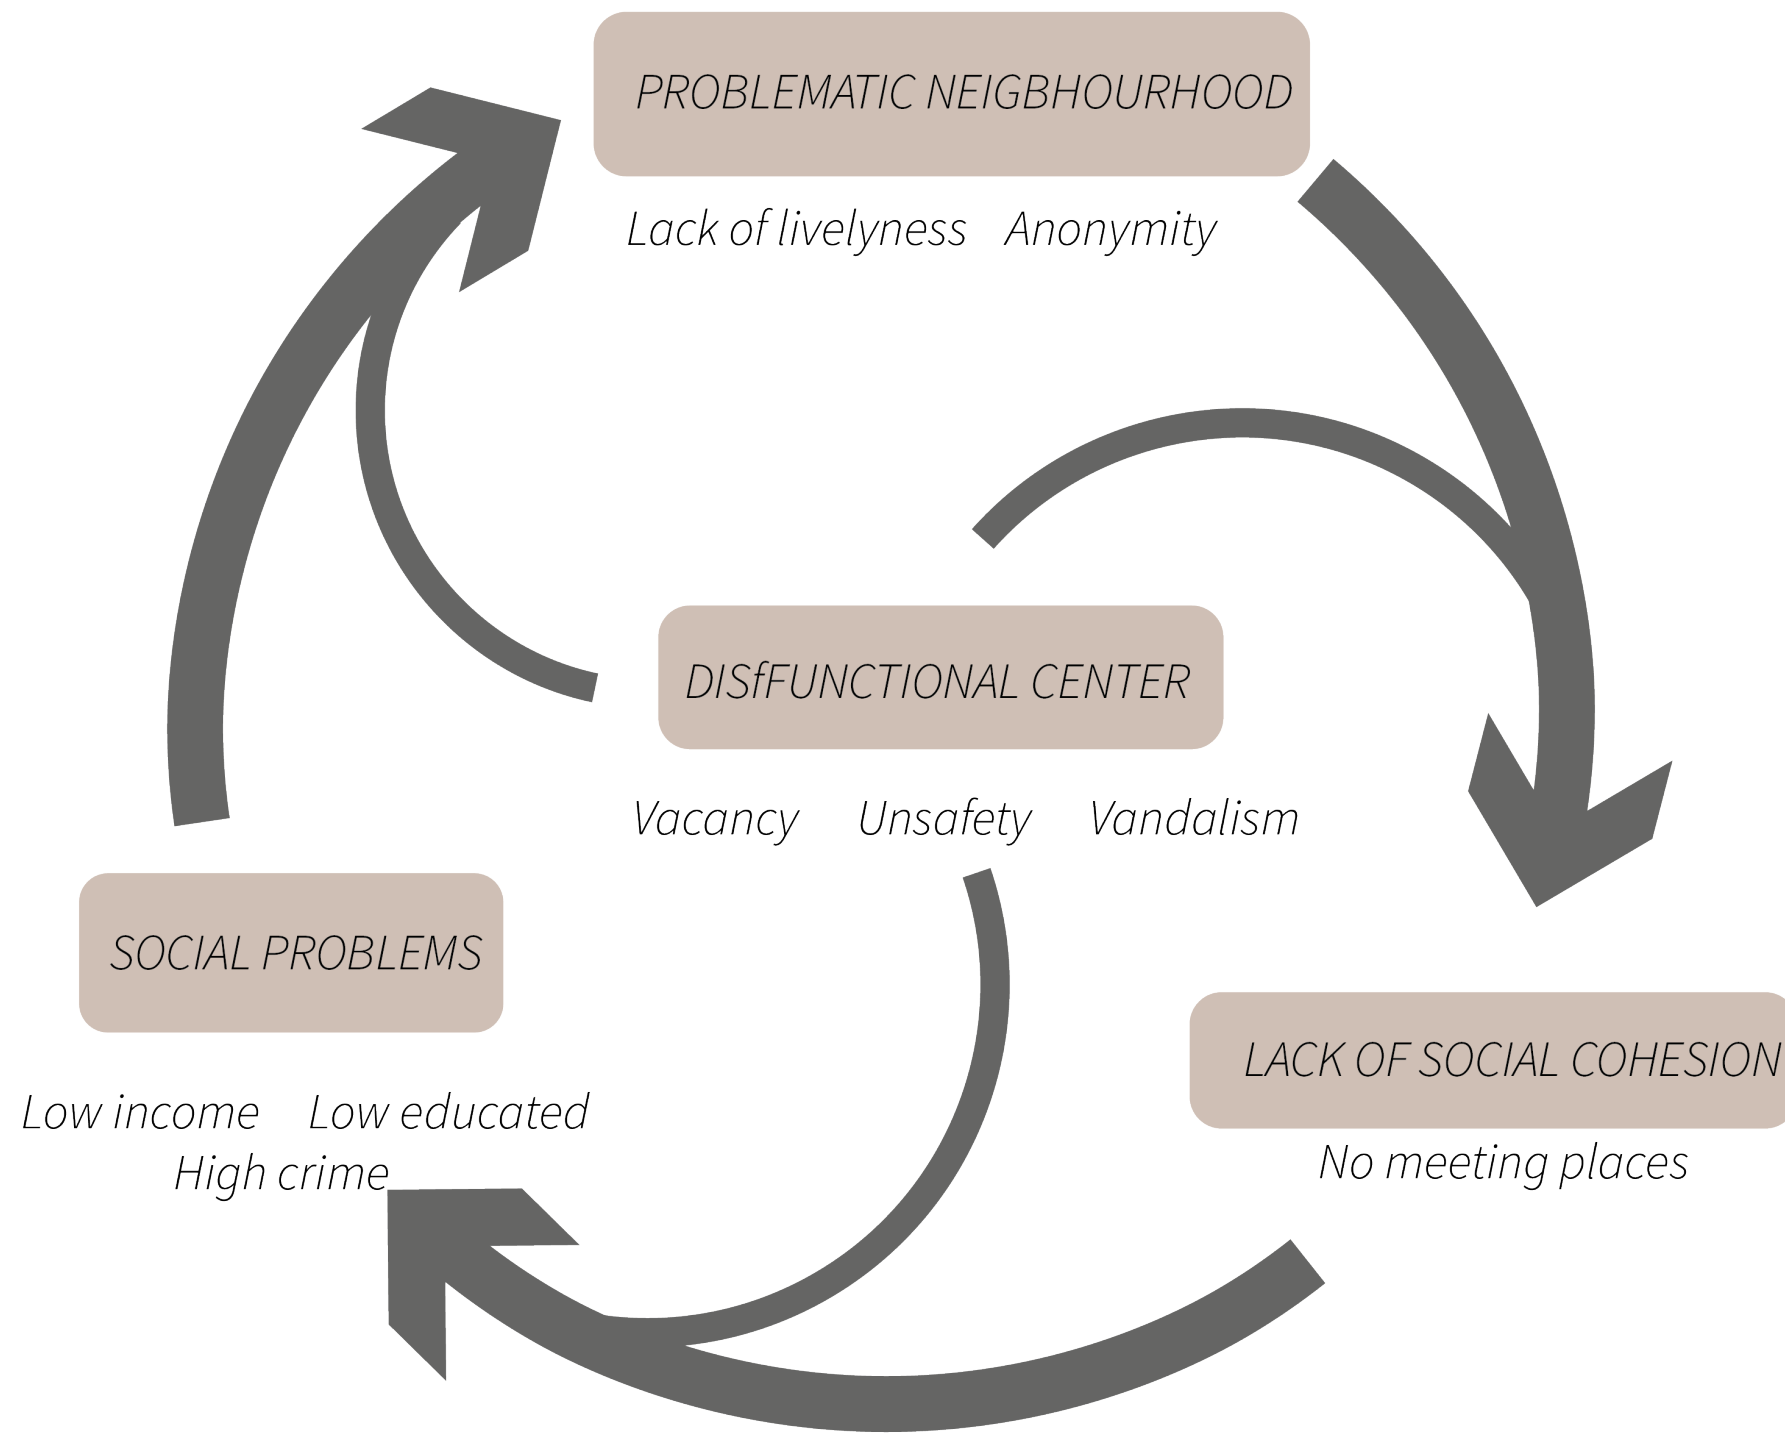 PROBLEMATIC NEIGBHOURHOOD
Lack of livelyness Anonymity
DISfFUNCTIONAL CENTER
Vacancy Unsafety Vandalism
SOCIAL PROBLEMS
Low income Low educated
High crime
LACK OF SOCIAL COHESION
No meeting places